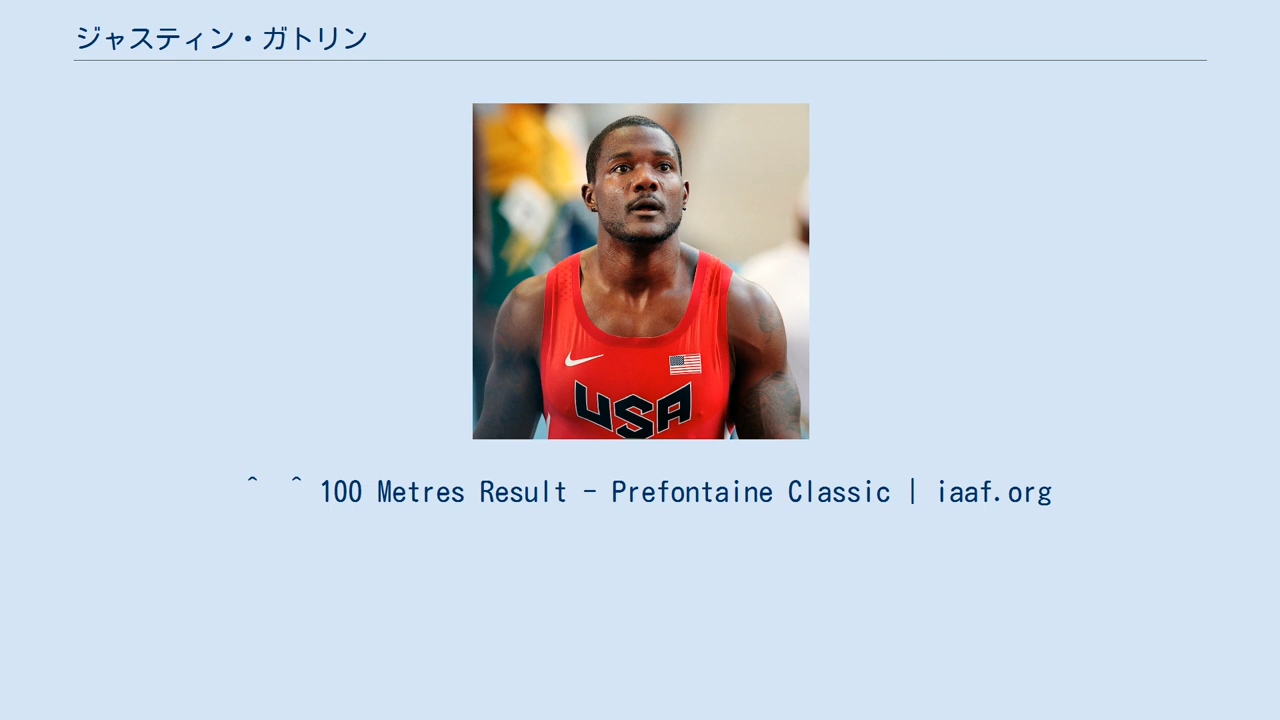 ジャスティン・ガトリン
USA
^ ^ 100 Metres Result - Prefontaine Classic | iaaf.org